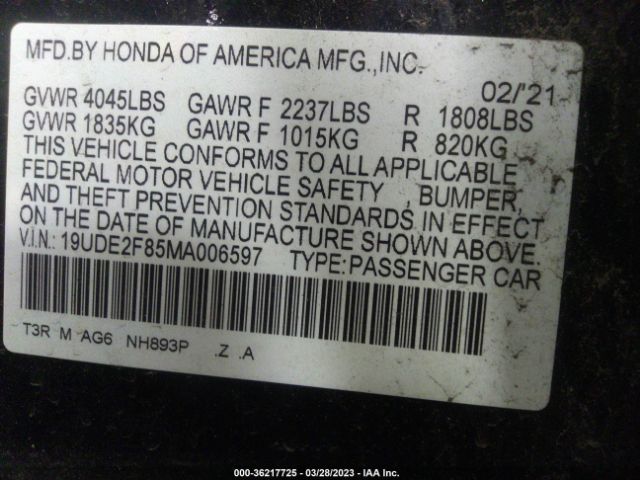 MFD.BY HONDA OF AMERICA MFG.,INC. 02/'21
GVWR 4045LBS GAWR F 2237LBS R 1808LBS
GVWR 1835KG GAWR F 1015KG R 820KG
THIS VEHICLE CONFORMS TO ALL APPLICABLE
FEDERAL MOTOR VEHICLE SAFETY , BUMPER,
AND THEFT PREVENTION STANDARDS IN EFFECT
ON THE DATE OF MANUFACTURE SHOWN ABOVE.
V.I.N.: 19UDE2F85MA006597 TYPE:PASSENGER CAR
T3R M AG6 NH893P .Z .A
000-36217725 - 03/28/2023 - IAA Inc.